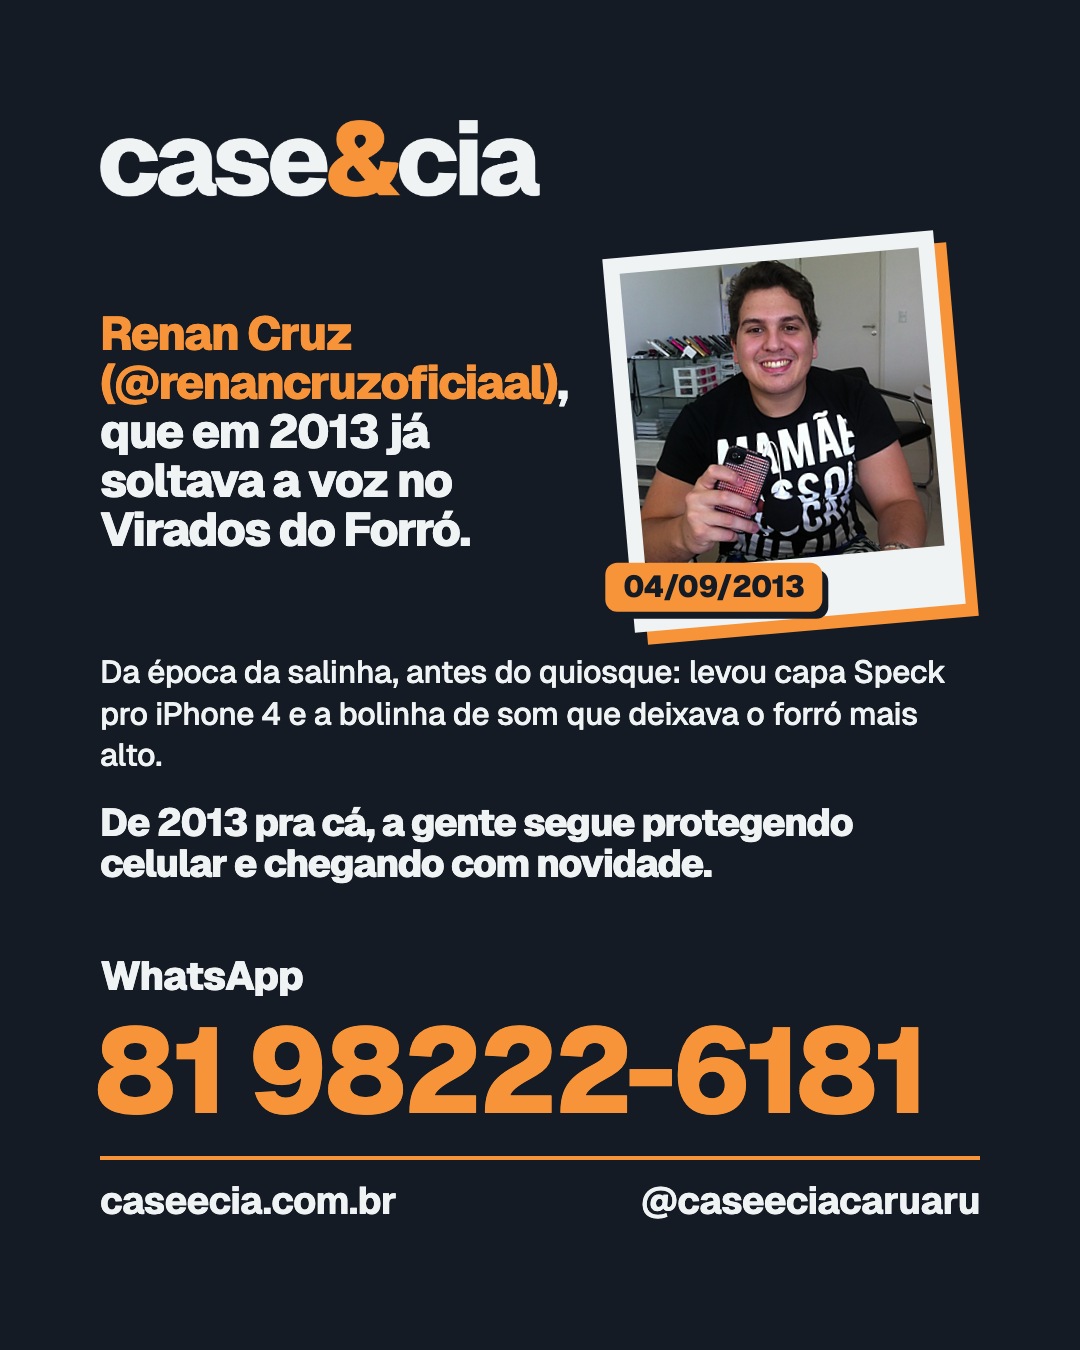 case&cia
Renan Cruz
(@renancruzoficiaal),
que em 2013 já
soltava a voz no
Virados do Forró.
MAMÃE
04/09/2013
Da época da salinha, antes do quiosque: levou capa Speck
pro iPhone 4 e a bolinha de som que deixava o forró mais
alto.
De 2013 pra cá, a gente segue protegendo
celular e chegando com novidade.
WhatsApp
81 98222-6181
caseecia.com.br
@caseeciacaruaru